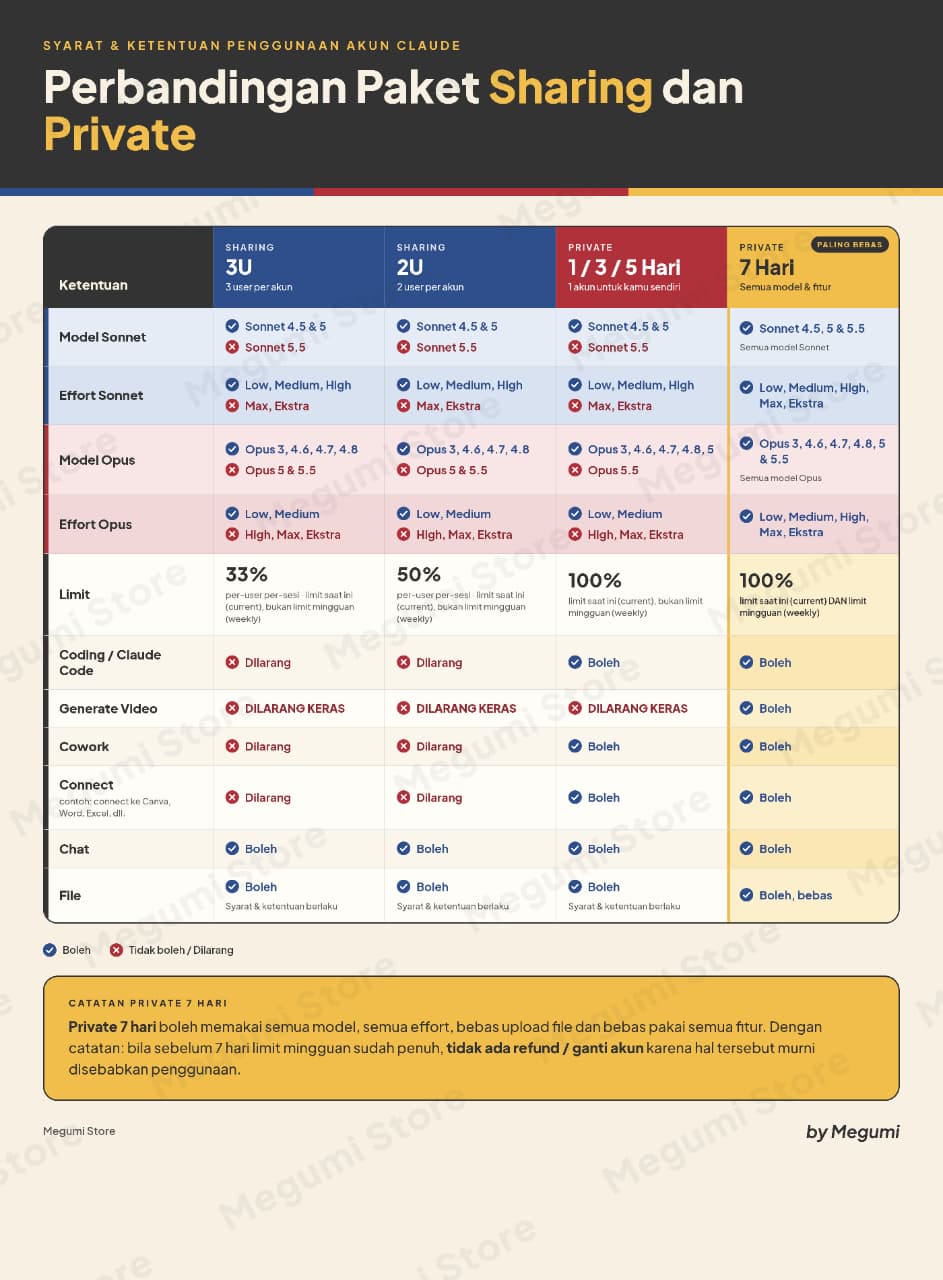 SYARAT & KETENTUAN PENGGUNAAN AKUN CLAUDE
Perbandingan Paket Sharing dan
Private
Ketentuan
SHARING
3U
3 user per akun
SHARING
2U
2 user per akun
PRIVATE
1 / 3 / 5 Hari
1 akun untuk kamu sendiri
PRIVATE
PALING BEBAS
7 Hari
Semua model & fitur
Model Sonnet
Sonnet 4.5 & 5
Sonnet 5.5
Sonnet 4.5 & 5
Sonnet 5.5
Sonnet 4.5 & 5
Sonnet 5.5
Sonnet 4.5, 5 & 5.5
Semua model Sonnet
Effort Sonnet
Low, Medium, High
Max, Ekstra
Low, Medium, High
Max, Ekstra
Low, Medium, High
Max, Ekstra
Low, Medium, High,
Max, Ekstra
Model Opus
Opus 3, 4.6, 4.7, 4.8
Opus 5 & 5.5
Opus 3, 4.6, 4.7, 4.8
Opus 5 & 5.5
Opus 3, 4.6, 4.7, 4.8, 5
Opus 5.5
Opus 3, 4.6, 4.7, 4.8, 5
& 5.5
Semua model Opus
Effort Opus
Low, Medium
High, Max, Ekstra
Low, Medium
High, Max, Ekstra
Low, Medium
High, Max, Ekstra
Low, Medium, High,
Max, Ekstra
Limit
33%
per-user per-sesi · limit saat ini
(current), bukan limit mingguan
(weekly)
50%
per-user per-sesi · limit saat ini
(current), bukan limit mingguan
(weekly)
100%
limit saat ini (current), bukan limit
mingguan (weekly)
100%
limit saat ini (current) DAN limit
mingguan (weekly)
Coding / Claude
Code
Dilarang
Dilarang
Boleh
Boleh
Generate Video
DILARANG KERAS
DILARANG KERAS
DILARANG KERAS
Boleh
Cowork
Dilarang
Dilarang
Boleh
Boleh
Connect
contoh: connect ke Canva,
Word, Excel, dll.
Dilarang
Dilarang
Boleh
Boleh
Chat
Boleh
Boleh
Boleh
Boleh
File
Boleh
Syarat & ketentuan berlaku
Boleh
Syarat & ketentuan berlaku
Boleh
Syarat & ketentuan berlaku
Boleh, bebas
Boleh
Tidak boleh / Dilarang
CATATAN PRIVATE 7 HARI
Private 7 hari boleh memakai semua model, semua effort, bebas upload file dan bebas pakai semua fitur. Dengan
catatan: bila sebelum 7 hari limit mingguan sudah penuh, tidak ada refund / ganti akun karena hal tersebut murni
disebabkan penggunaan.
Megumi Store
by Megumi